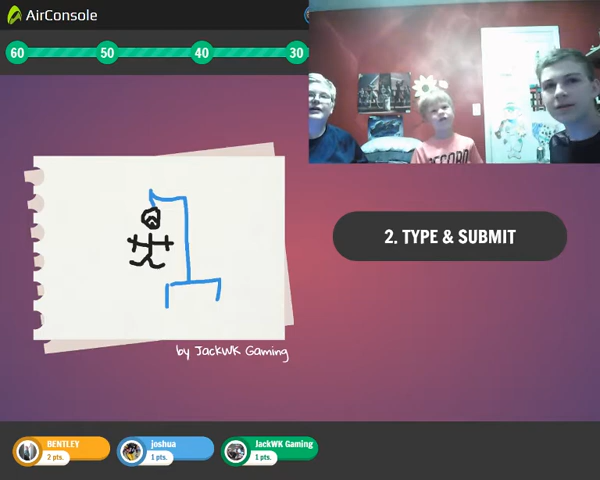 AirConsole
60 50 40 30
2. TYPE & SUBMIT
by JackWK Gaming
BENTLEY
2 pts.
joshua
1 pts.
JackWK Gaming
1 pts.